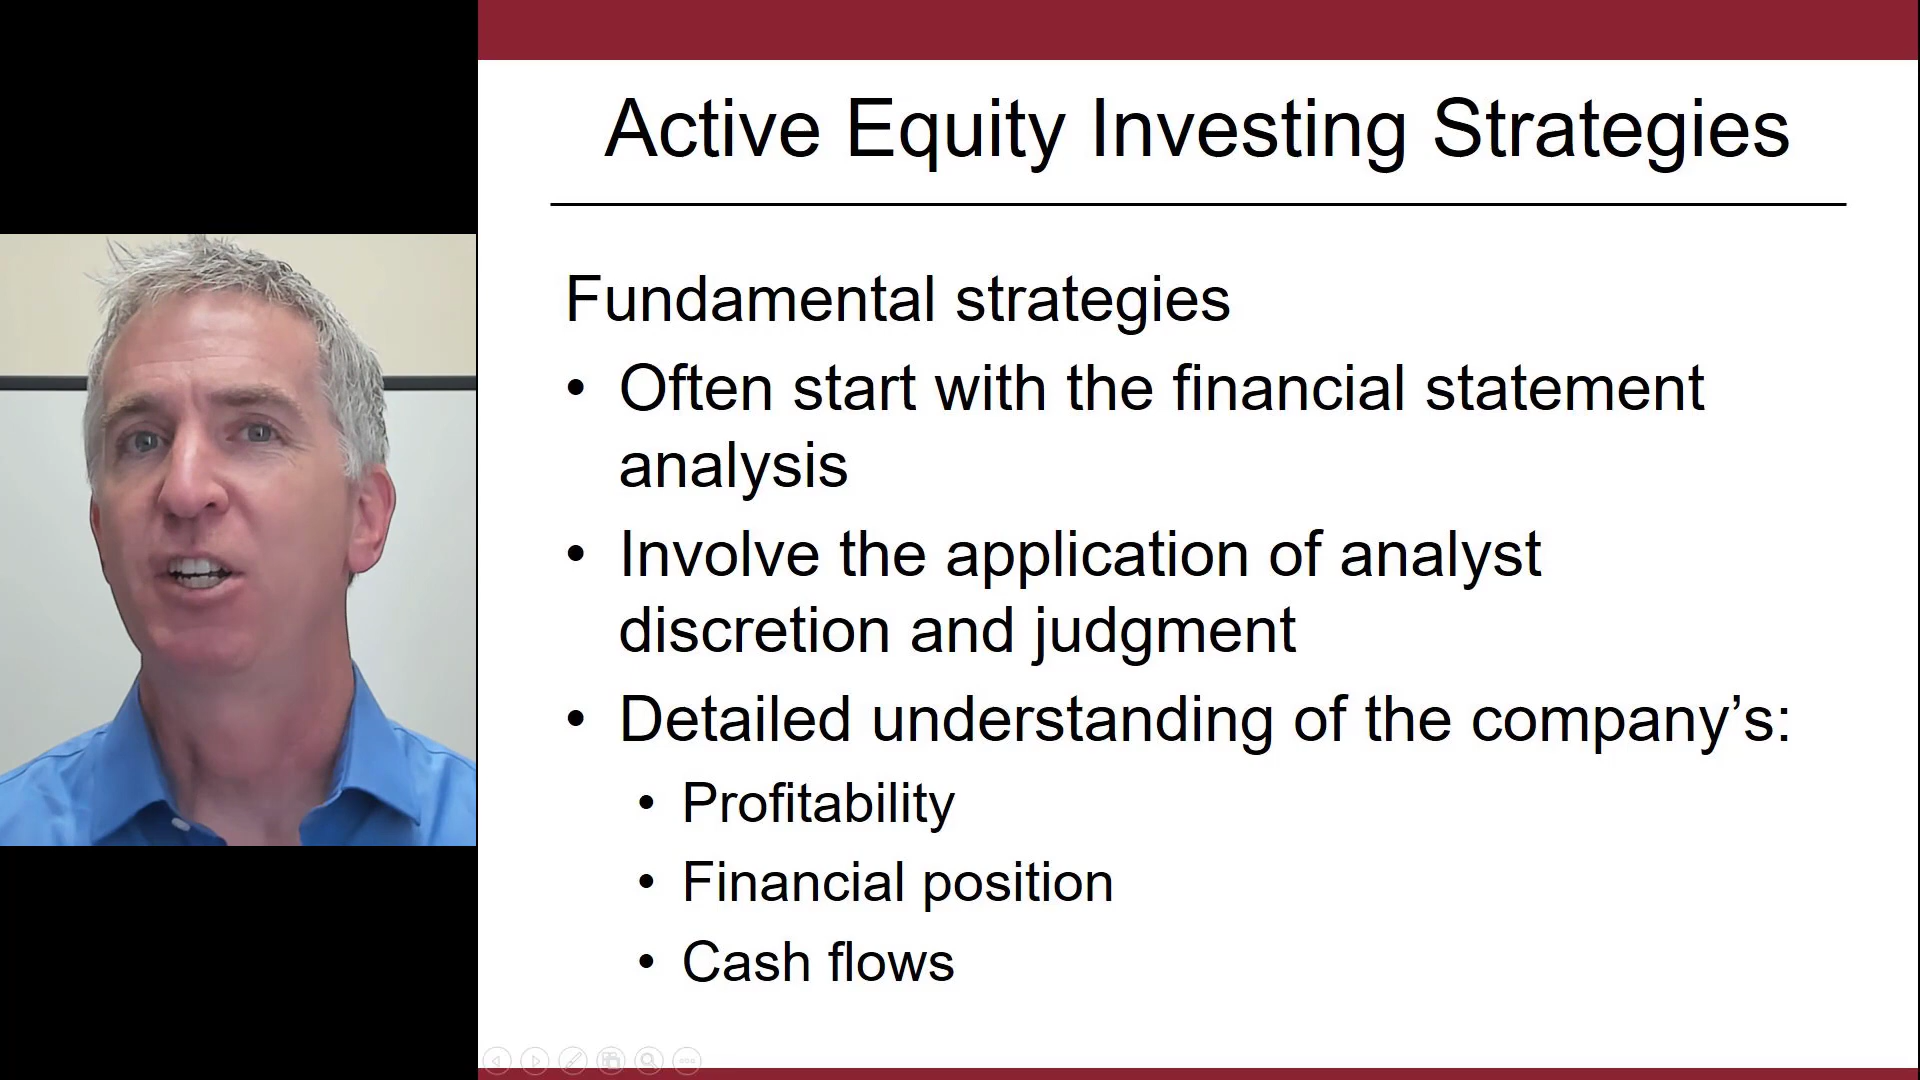 Active Equity Investing Strategies
Fundamental strategies
• Often start with the financial statement
analysis
• Involve the application of analyst
discretion and judgment
• Detailed understanding of the company’s:
• Profitability
• Financial position
• Cash flows